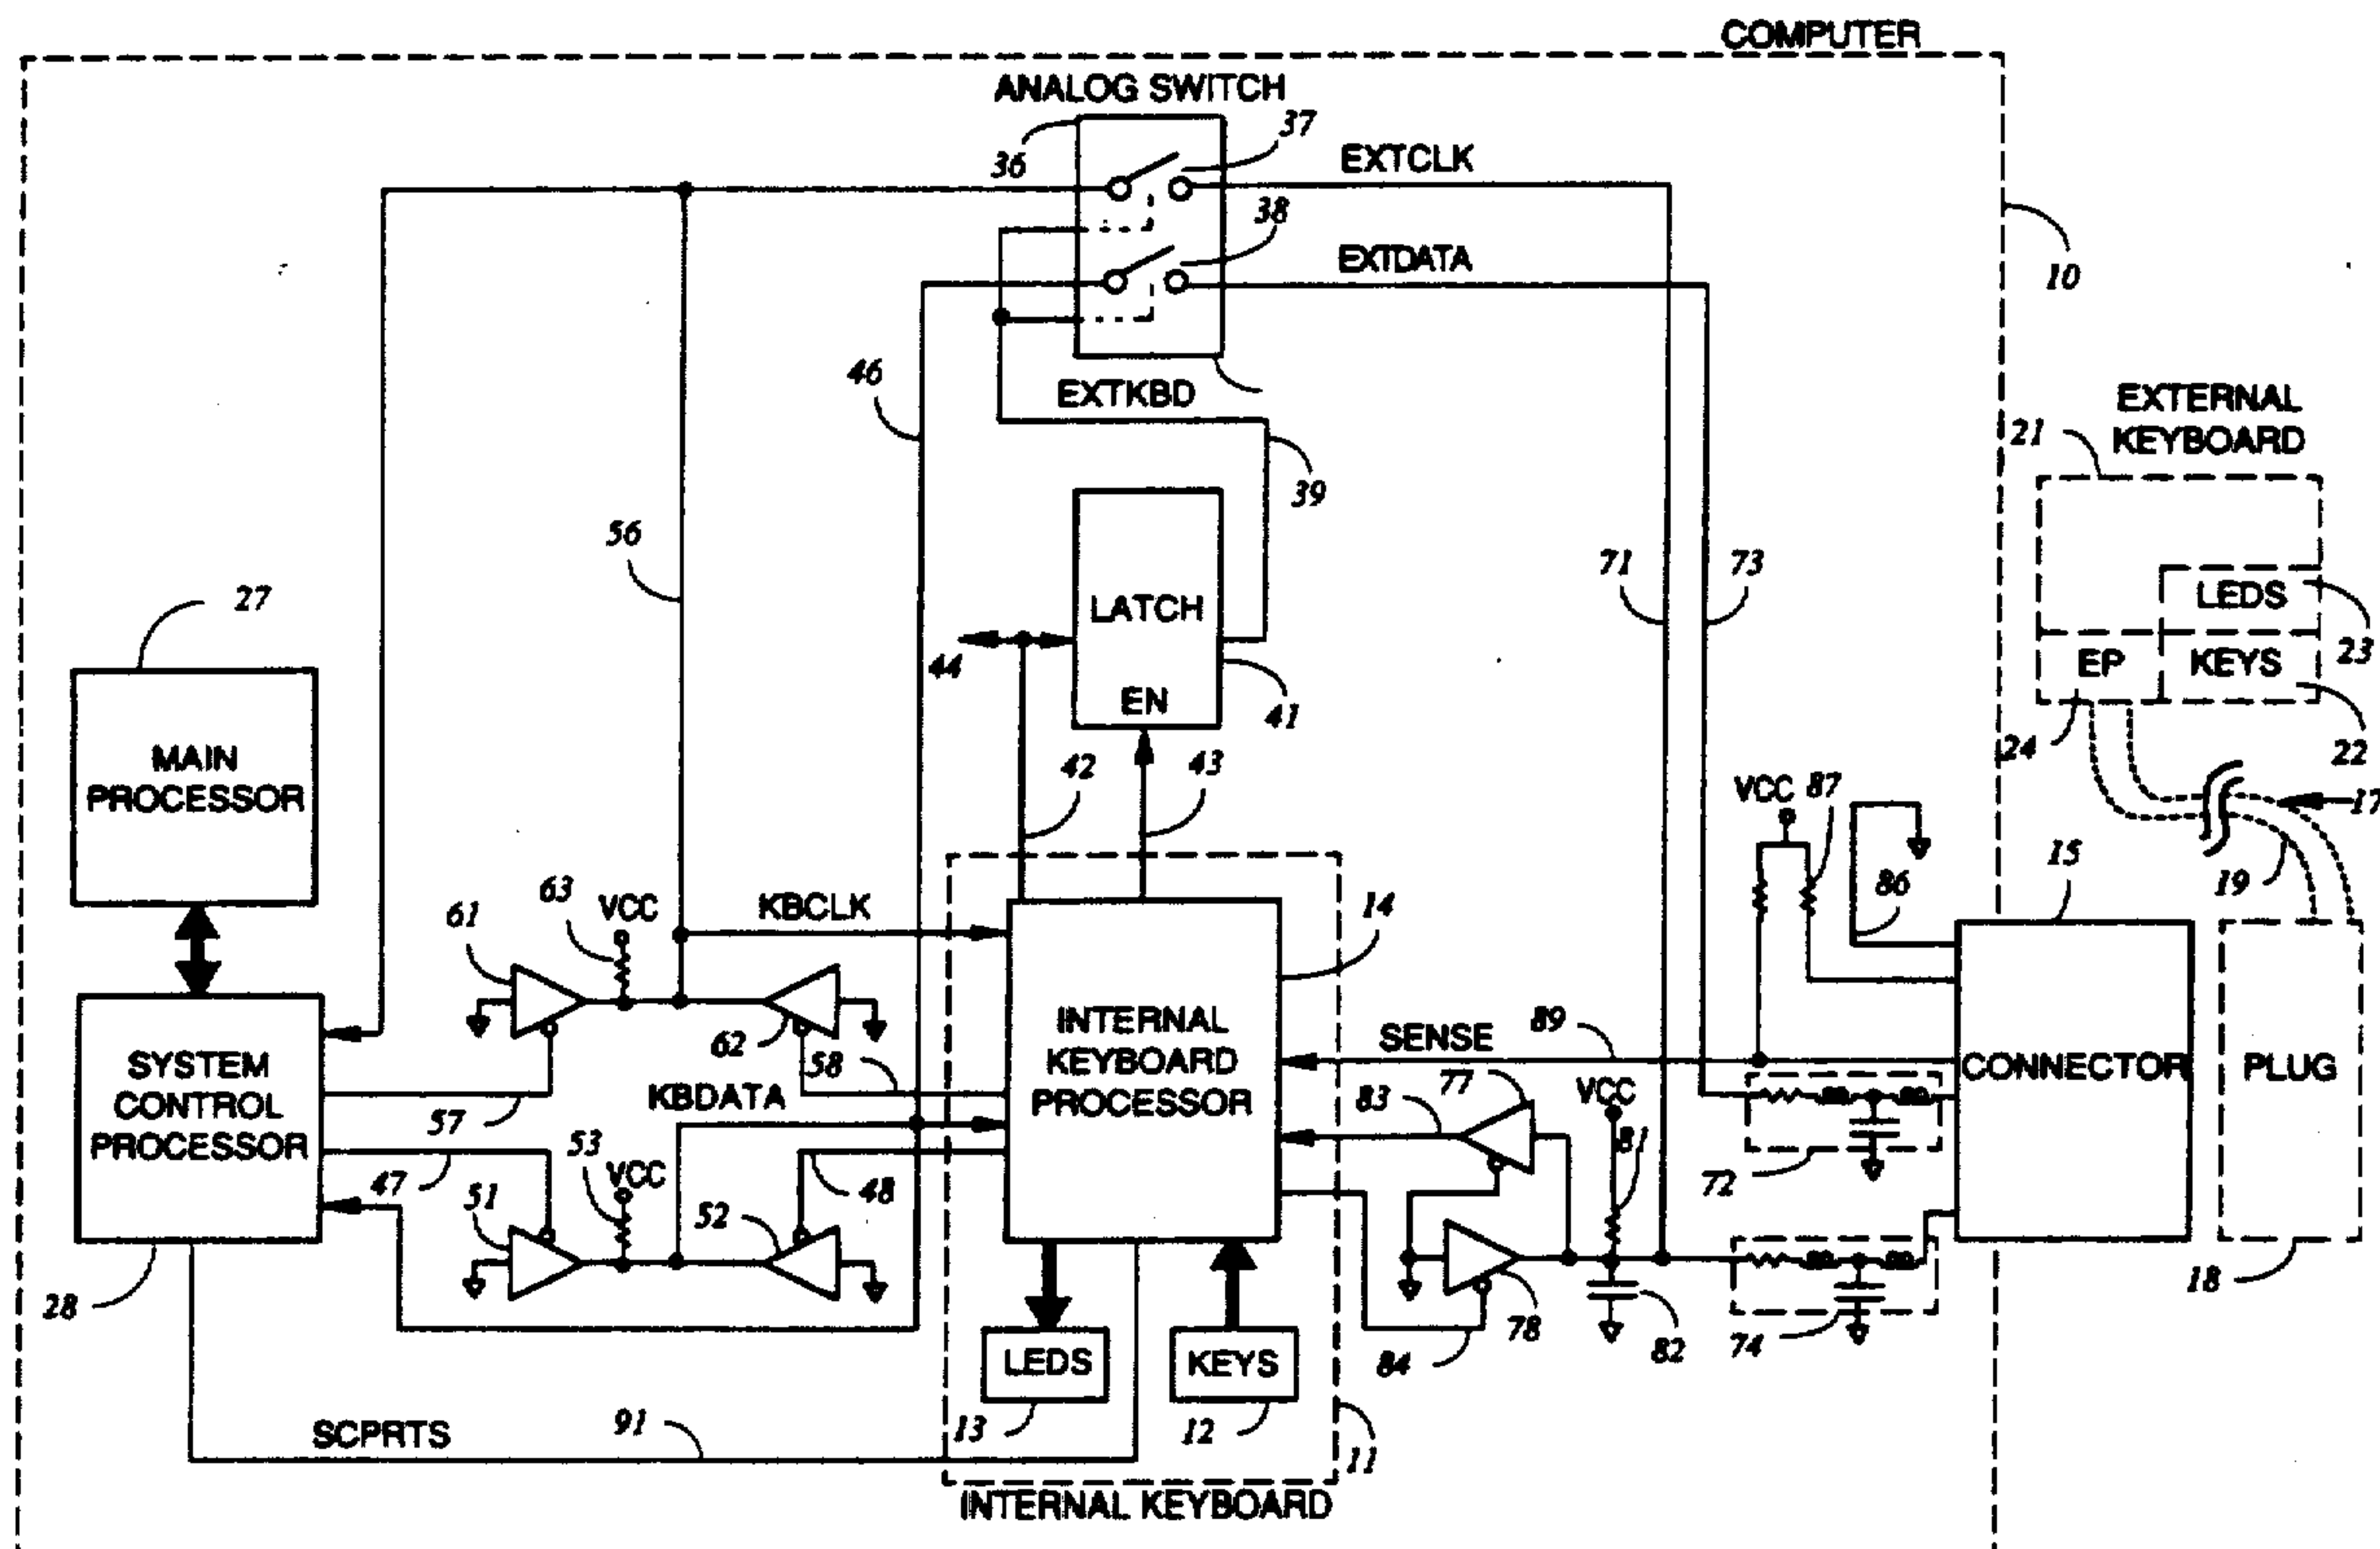 COMPUTER
ANALOG SWITCH
36
37
EXTCLK
38
EXTDATA
10
46
EXTKBD
EXTERNAL
KEYBOARD
21
39
56
71
73
27
LATCH
LEDS
23
44
EP
KEYS
EN
41
24
22
42
43
MAIN
PROCESSOR
VCC
87
17
63
VCC
KBCLK
61
14
86
15
19
INTERNAL
KEYBOARD
PROCESSOR
SENSE
89
62
58
SYSTEM
CONTROL
PROCESSOR
KBDATA
57
83
77
VCC
81
CONNECTOR
PLUG
53
VCC
47
51
52
48
72
28
LEDS
KEYS
84
78
82
74
18
SCPRTS
91
13
12
11
INTERNAL KEYBOARD